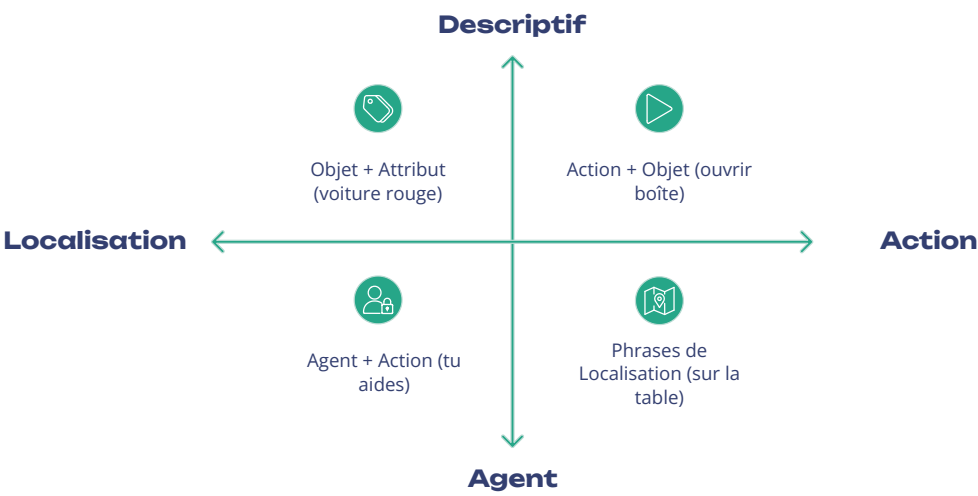 Descriptif
Objet + Attribut
(voiture rouge)
Action + Objet (ouvrir
boîte)
Localisation
Action
Agent + Action (tu
aides)
Phrases de
Localisation (sur la
table)
Agent